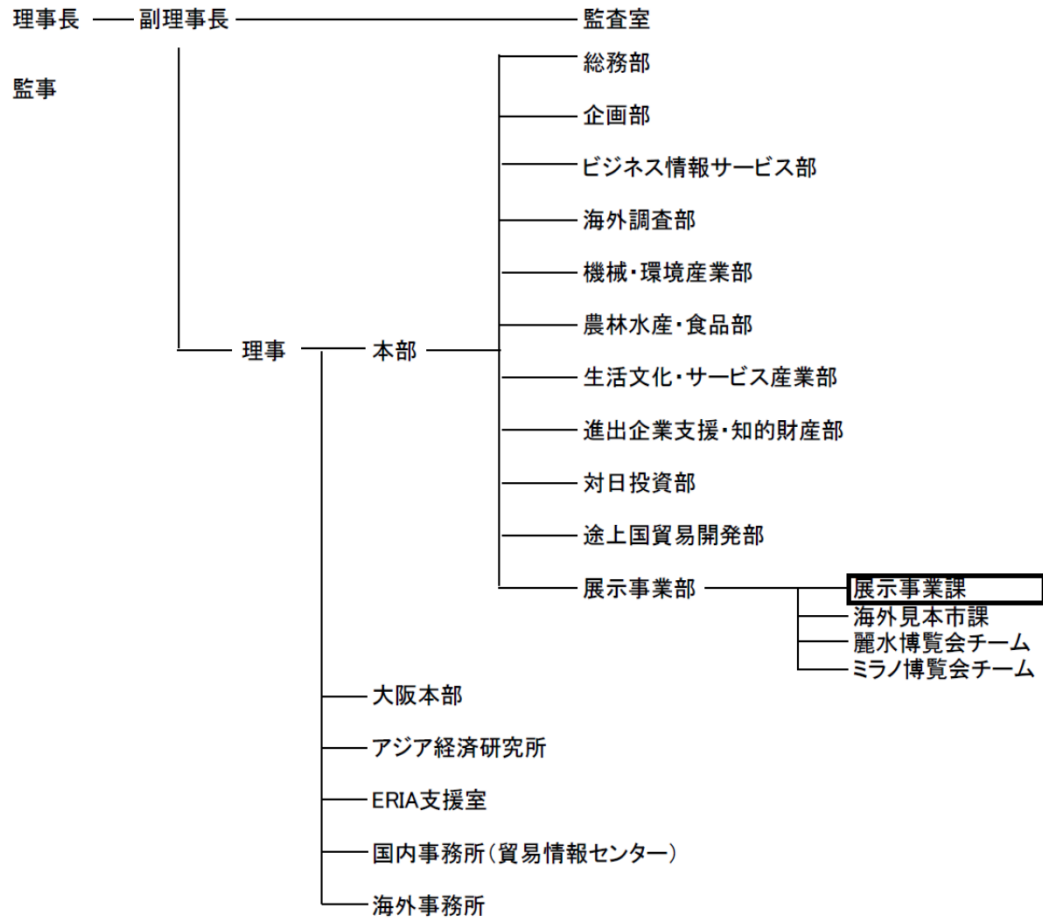 理事長 副理事長 監査室
監事
総務部
企画部
ビジネス情報サービス部
海外調査部
機械・環境産業部
農林水産・食品部
理事 本部
生活文化・サービス産業部
進出企業支援・知的財産部
対日投資部
途上国貿易開発部
展示事業部 展示事業課
海外見本市課
麗水博覧会チーム
ミラノ博覧会チーム
大阪本部
アジア経済研究所
ERIA支援室
国内事務所(貿易情報センター)
海外事務所